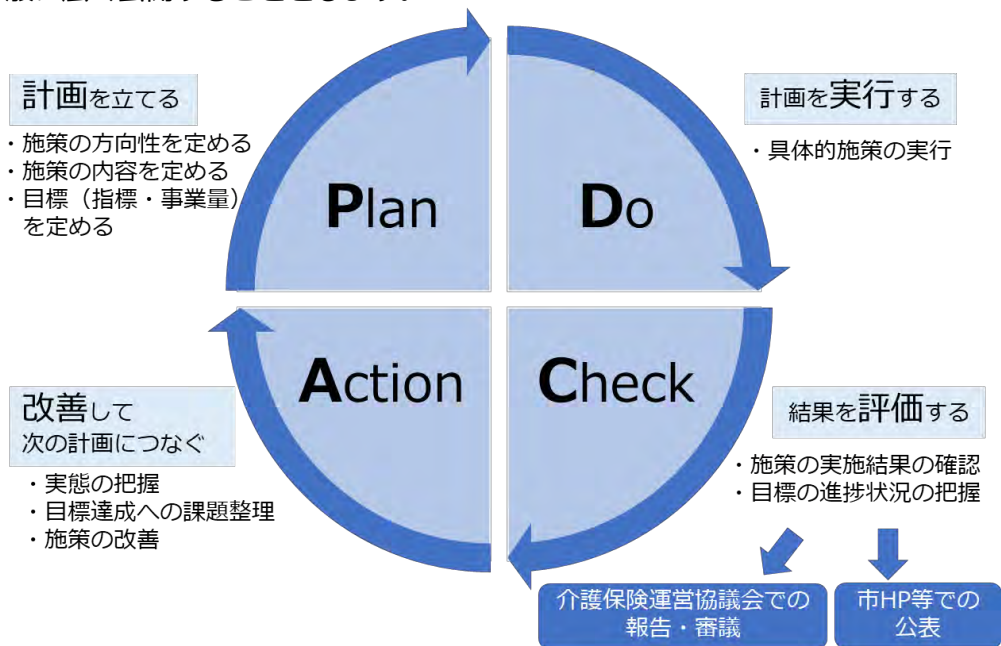 計画を立てる
・施策の方向性を定める
・施策の内容を定める
・目標（指標・事業量）
を定める
Plan
Do
計画を実行する
・具体的施策の実行
Action
Check
改善して
次の計画につなぐ
・実態の把握
・目標達成への課題整理
・施策の改善
結果を評価する
・施策の実施結果の確認
・目標の進捗状況の把握
介護保険運営協議会での
報告・審議
市HP等での
公表